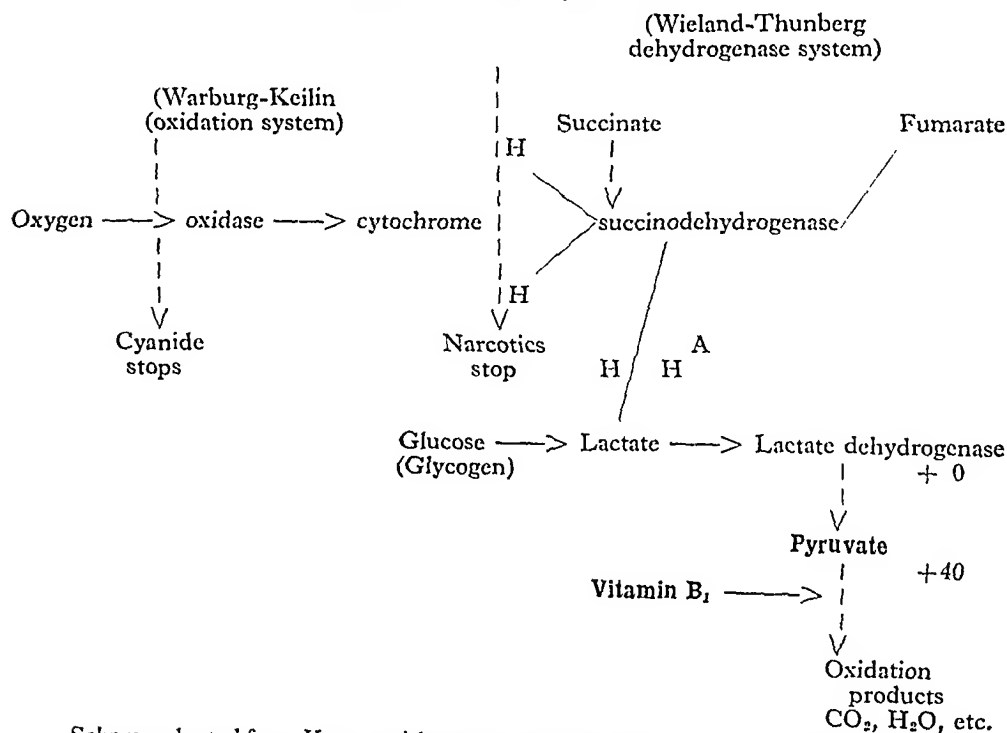 (Wieland-Thunberg
dehydrogenase system)
(Warburg-Keilin
(oxidation system)
Succinate
Fumarate
H
Oxygen
oxidase
cytochrome
succinodehydrogenase
H
Cyanide
stops
Narcotics
stop
H
H
A
Glucose
(Glycogen)
Lactate
Lactate dehydrogenase
+ 0
Pyruvate
+40
Vitamin B₁
Oxidation
products
CO₂, H₂O, etc.